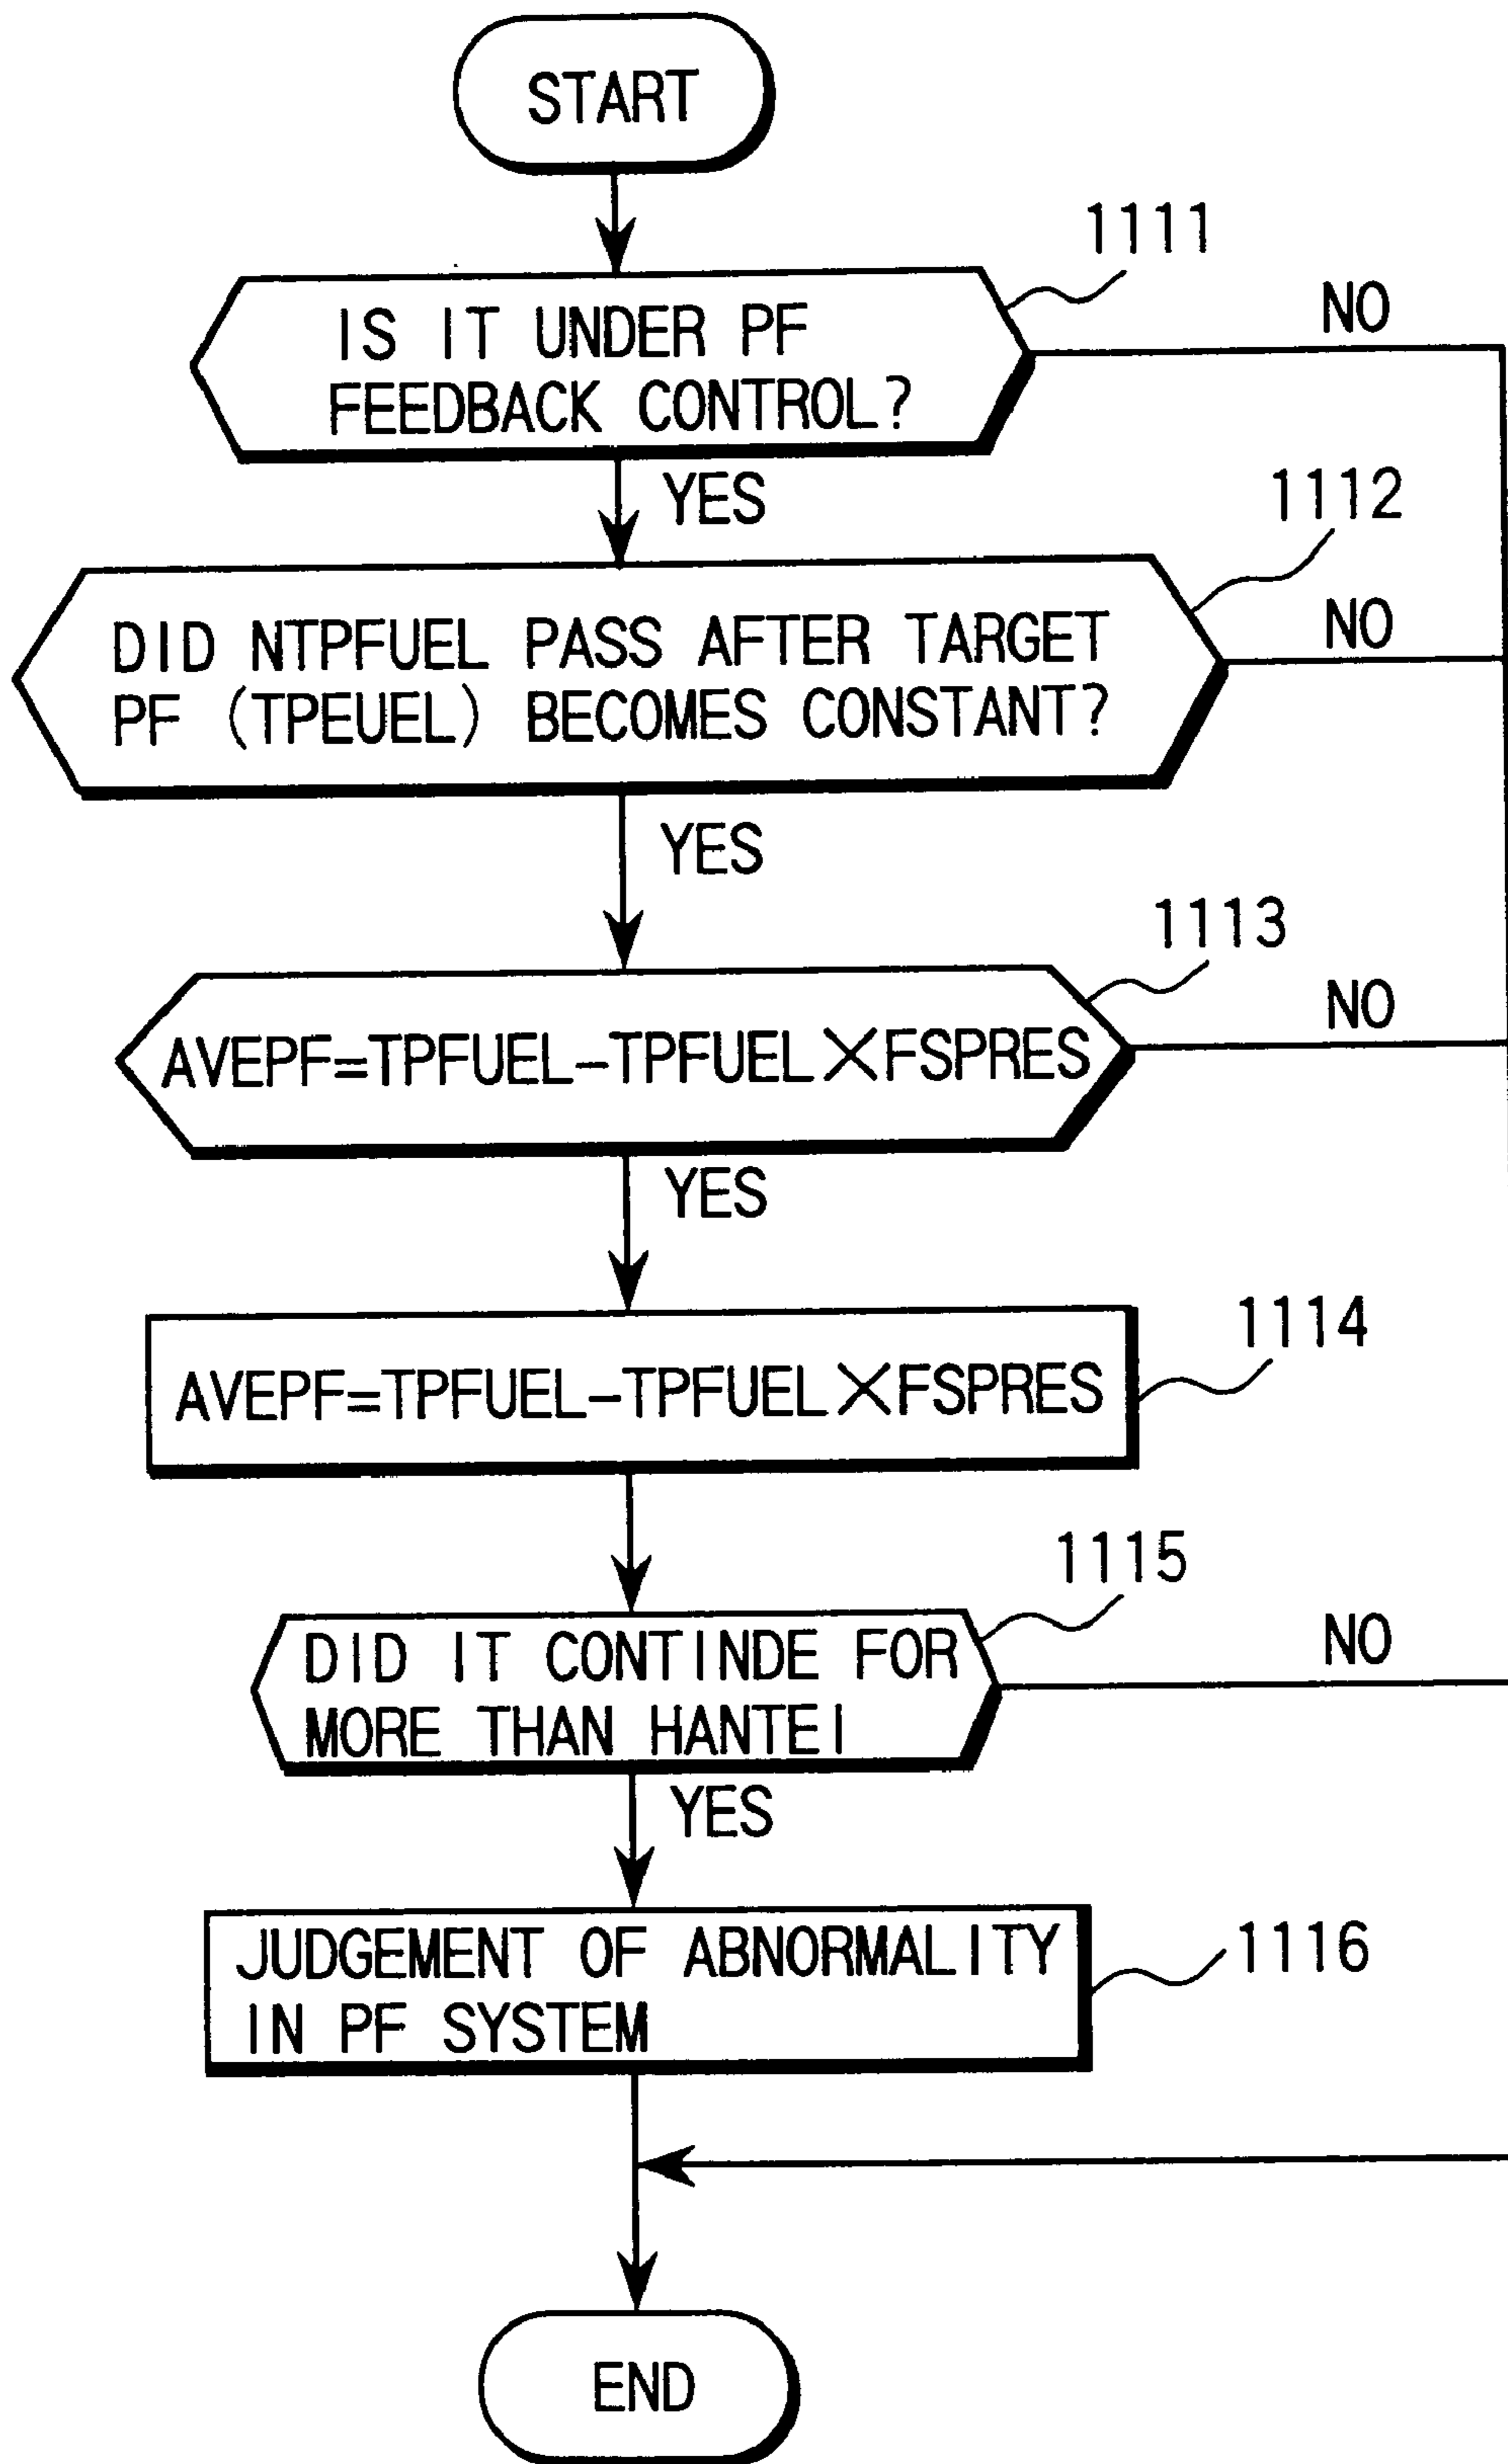 START
1111
IS IT UNDER PF
FEEDBACK CONTROL?
NO
YES
1112
DID NTPFUEL PASS AFTER TARGET
PF (TPEUEL) BECOMES CONSTANT?
NO
YES
1113
AVEPF=TPFUEL-TPFUEL×FSPRES
NO
YES
1114
AVEPF=TPFUEL-TPFUEL×FSPRES
1115
DID IT CONTINDE FOR
MORE THAN HANTEI
NO
YES
JUDGEMENT OF ABNORMALITY
IN PF SYSTEM
1116
END